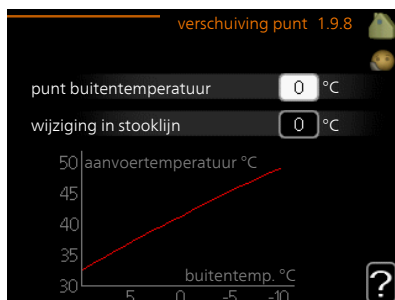 verschuiving punt 1.9.8
punt buitentemperatuur 0 °C
wijziging in stooklijn 0 °C
50 aanvoertemperatuur °C
45
40
35
buitentemp. °C
30
5 0 -5 -10
?